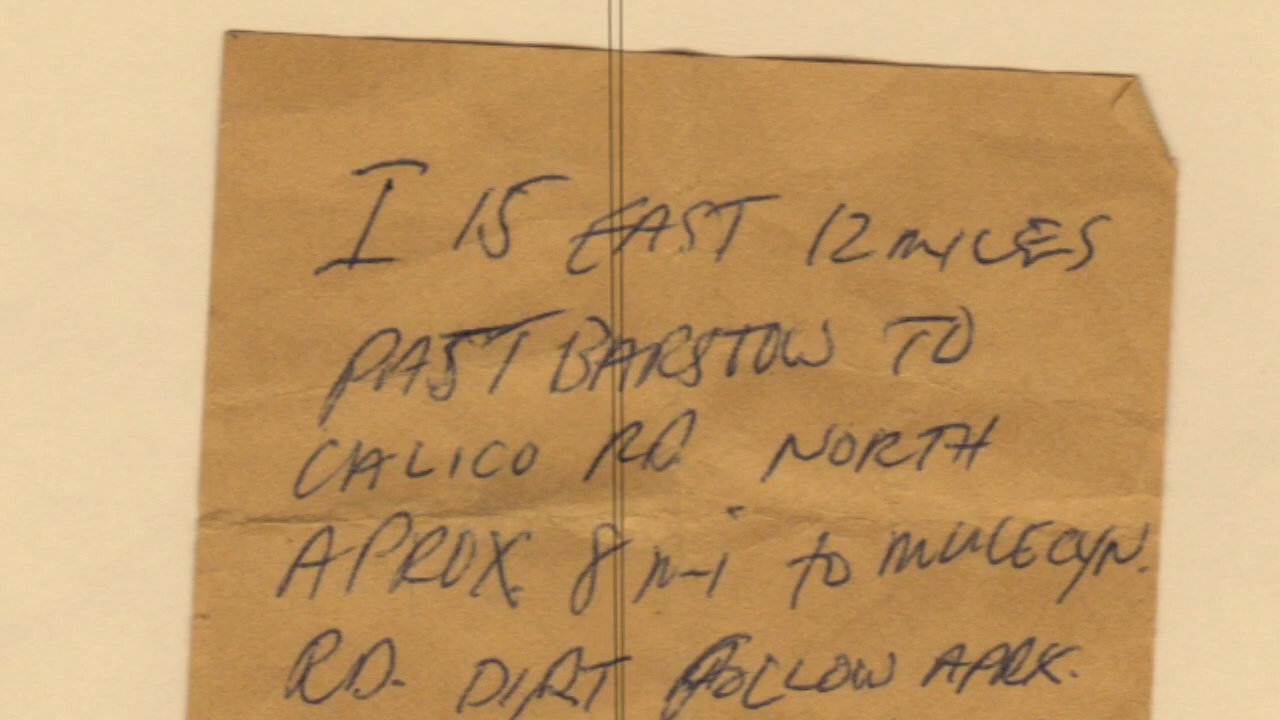 I 15 EAST 12 MILES
PAST BARSTOW TO
CALICO RD NORTH
APROX. 8 mi to MULE CYN.
RD. DIRT FOLLOW APRX.